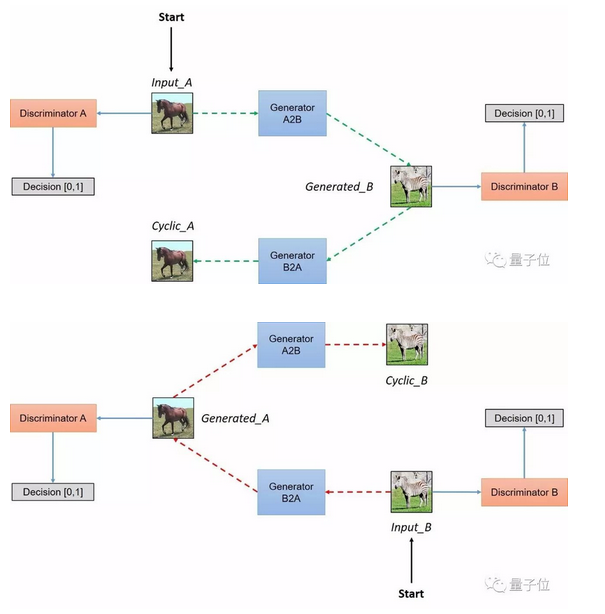 Start
Input_A
Discriminator A
Generator
A2B
Decision [0,1]
Decision [0,1]
Generated_B
Discriminator B
Cyclic_A
Generator
B2A
量子位
Generator
A2B
Cyclic_B
Discriminator A
Generated_A
Decision [0,1]
Decision [0,1]
Generator
B2A
Discriminator B
Input_B
量子位
Start